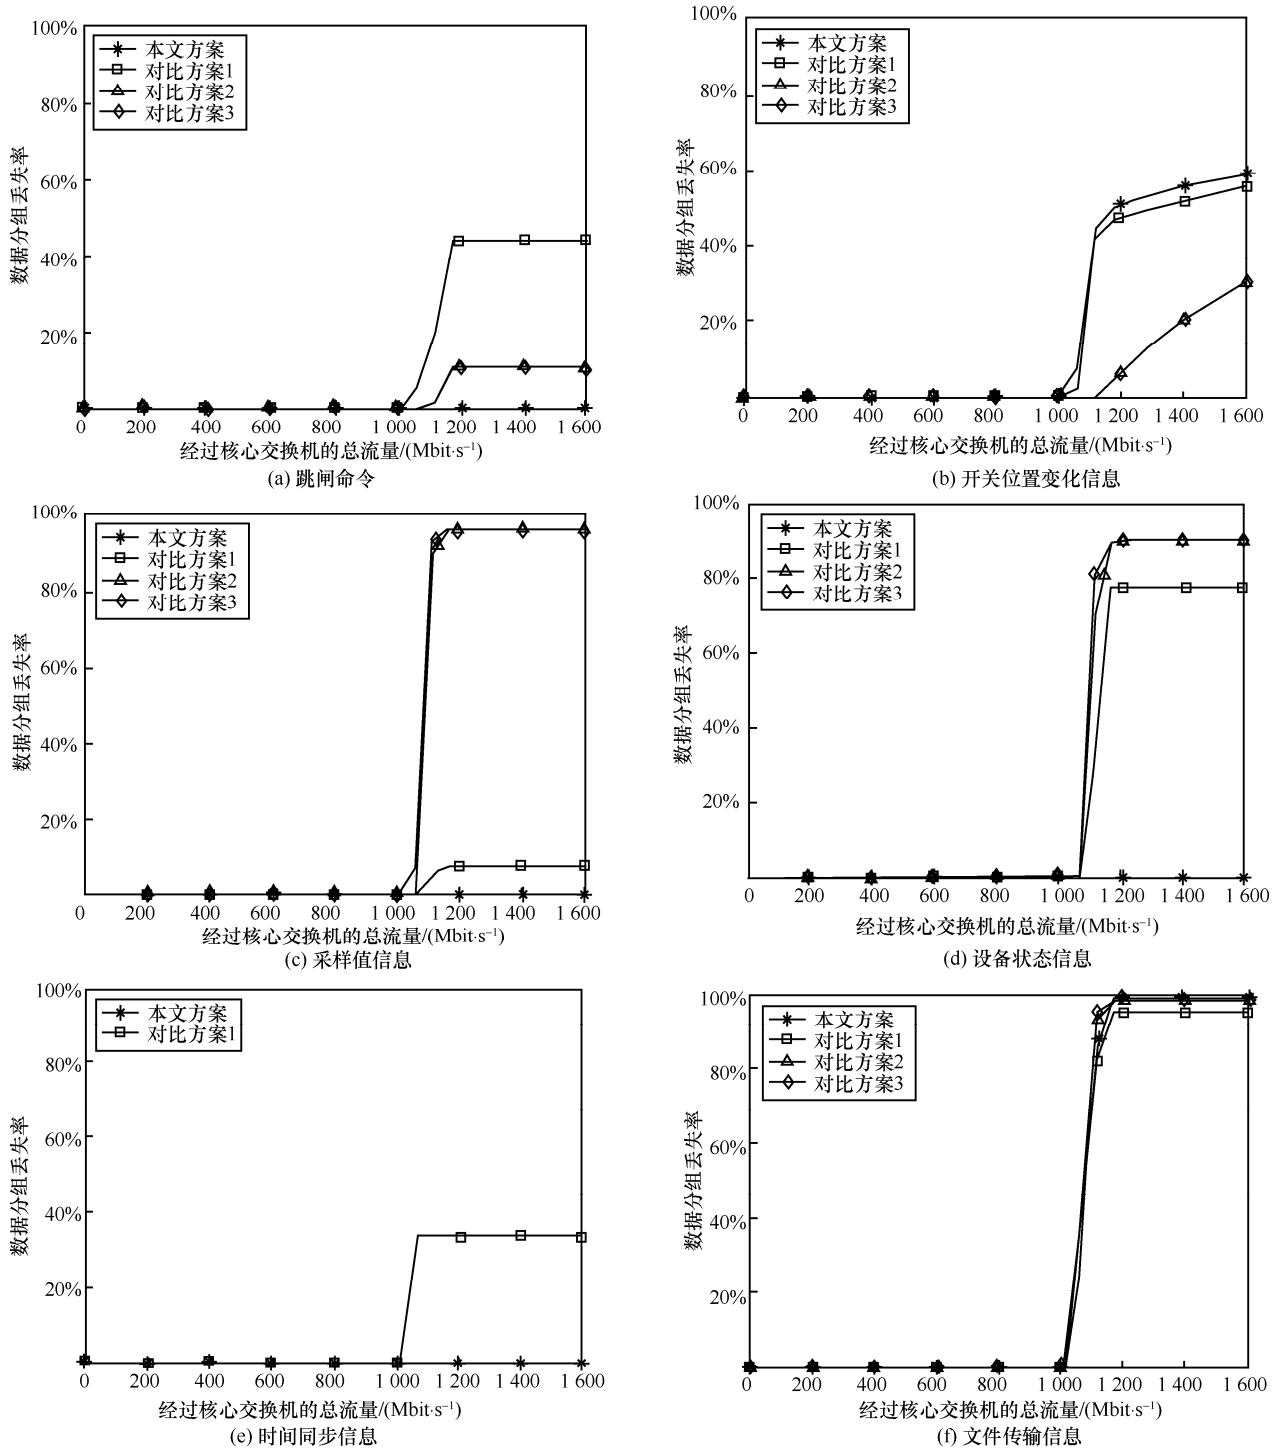 100%
80%
60%
40%
20%
数据分组丢失率
本文方案
对比方案1
对比方案2
对比方案3
0 200 400 600 800 1 000 1 200 1 400 1 600
经过核心交换机的总流量/(Mbit·s⁻¹)
(a) 跳闸命令
100%
80%
60%
40%
20%
数据分组丢失率
本文方案
对比方案1
对比方案2
对比方案3
0 200 400 600 800 1 000 1 200 1 400 1 600
经过核心交换机的总流量/(Mbit·s⁻¹)
(b) 开关位置变化信息
100%
80%
60%
40%
20%
数据分组丢失率
本文方案
对比方案1
对比方案2
对比方案3
0 200 400 600 800 1 000 1 200 1 400 1 600
经过核心交换机的总流量/(Mbit·s⁻¹)
(c) 采样值信息
100%
80%
60%
40%
20%
数据分组丢失率
本文方案
对比方案1
对比方案2
对比方案3
0 200 400 600 800 1 000 1 200 1 400 1 600
经过核心交换机的总流量/(Mbit·s⁻¹)
(d) 设备状态信息
100%
80%
60%
40%
20%
数据分组丢失率
本文方案
对比方案1
0 200 400 600 800 1 000 1 200 1 400 1 600
经过核心交换机的总流量/(Mbit·s⁻¹)
(e) 时间同步信息
100%
80%
60%
40%
20%
数据分组丢失率
本文方案
对比方案1
对比方案2
对比方案3
0 200 400 600 800 1 000 1 200 1 400 1 600
经过核心交换机的总流量/(Mbit·s⁻¹)
(f) 文件传输信息